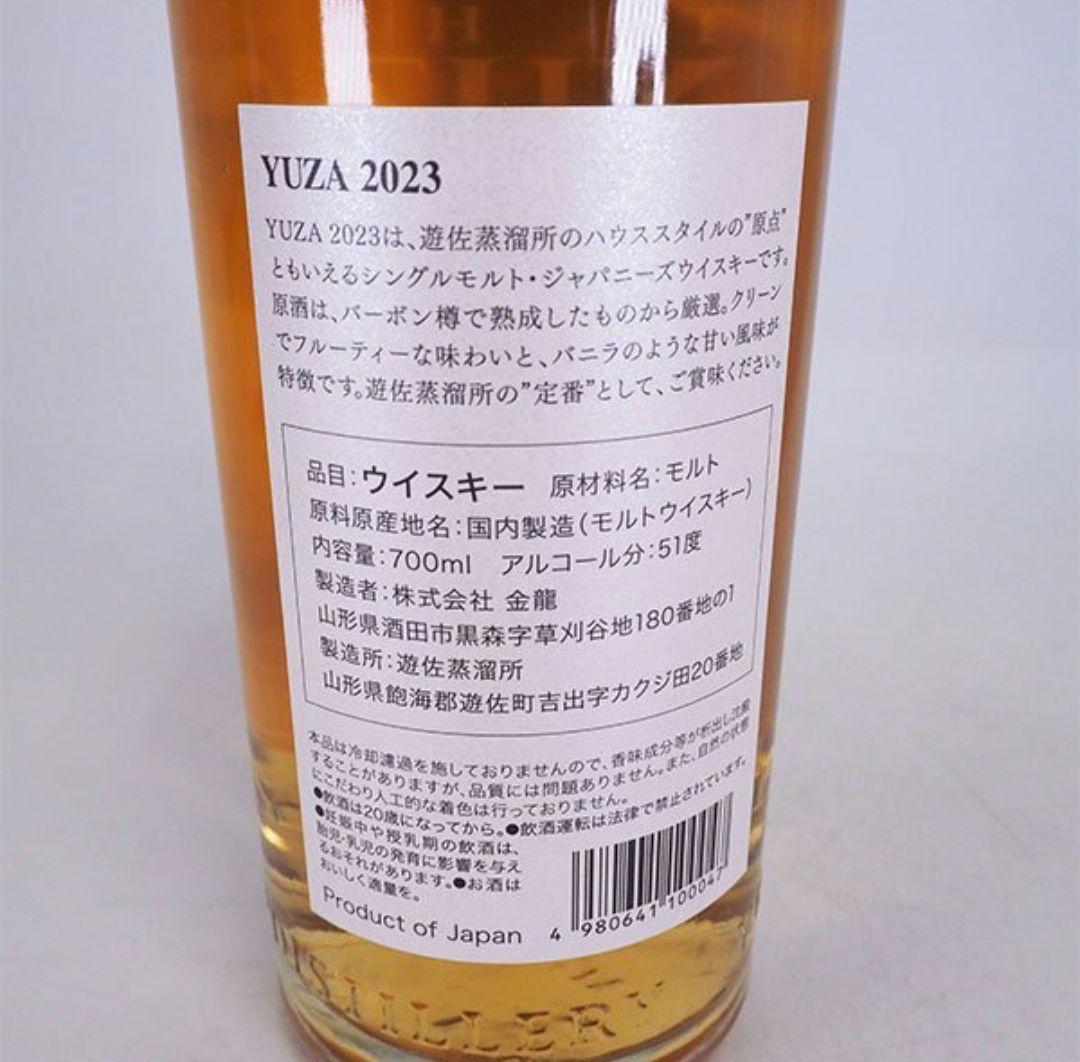 YUZA 2023
YUZA 2023は、遊佐蒸溜所のハウススタイルの”原点”
ともいえるシングルモルト・ジャパニーズウイスキーです。
原酒は、バーボン樽で熟成したものから厳選。クリーン
でフルーティーな味わいと、バニラのような甘い風味が
特徴です。遊佐蒸溜所の”定番”として、ご賞味ください。
品目：ウイスキー 原材料名：モルト
原料原産地名：国内製造（モルトウイスキー）
内容量：700ml アルコール分：51度
製造者：株式会社 金龍
山形県酒田市黒森字草刈谷地180番地の1
製造所：遊佐蒸溜所
山形県飽海郡遊佐町吉出字カクジ田20番地
本品は冷却濾過を施しておりませんので、香味成分等が析出し沈殿
することがありますが、品質には問題ありません。また、自然の状態
にこだわり人工的な着色は行っておりません。
●飲酒は20歳になってから。●飲酒運転は法律で禁止されています。
●妊娠中や授乳期の飲酒は、
胎児・乳児の発育に影響を与え
るおそれがあります。●お酒は
おいしく適量を。
Product of Japan
4 980641 100047
DISTILLERY